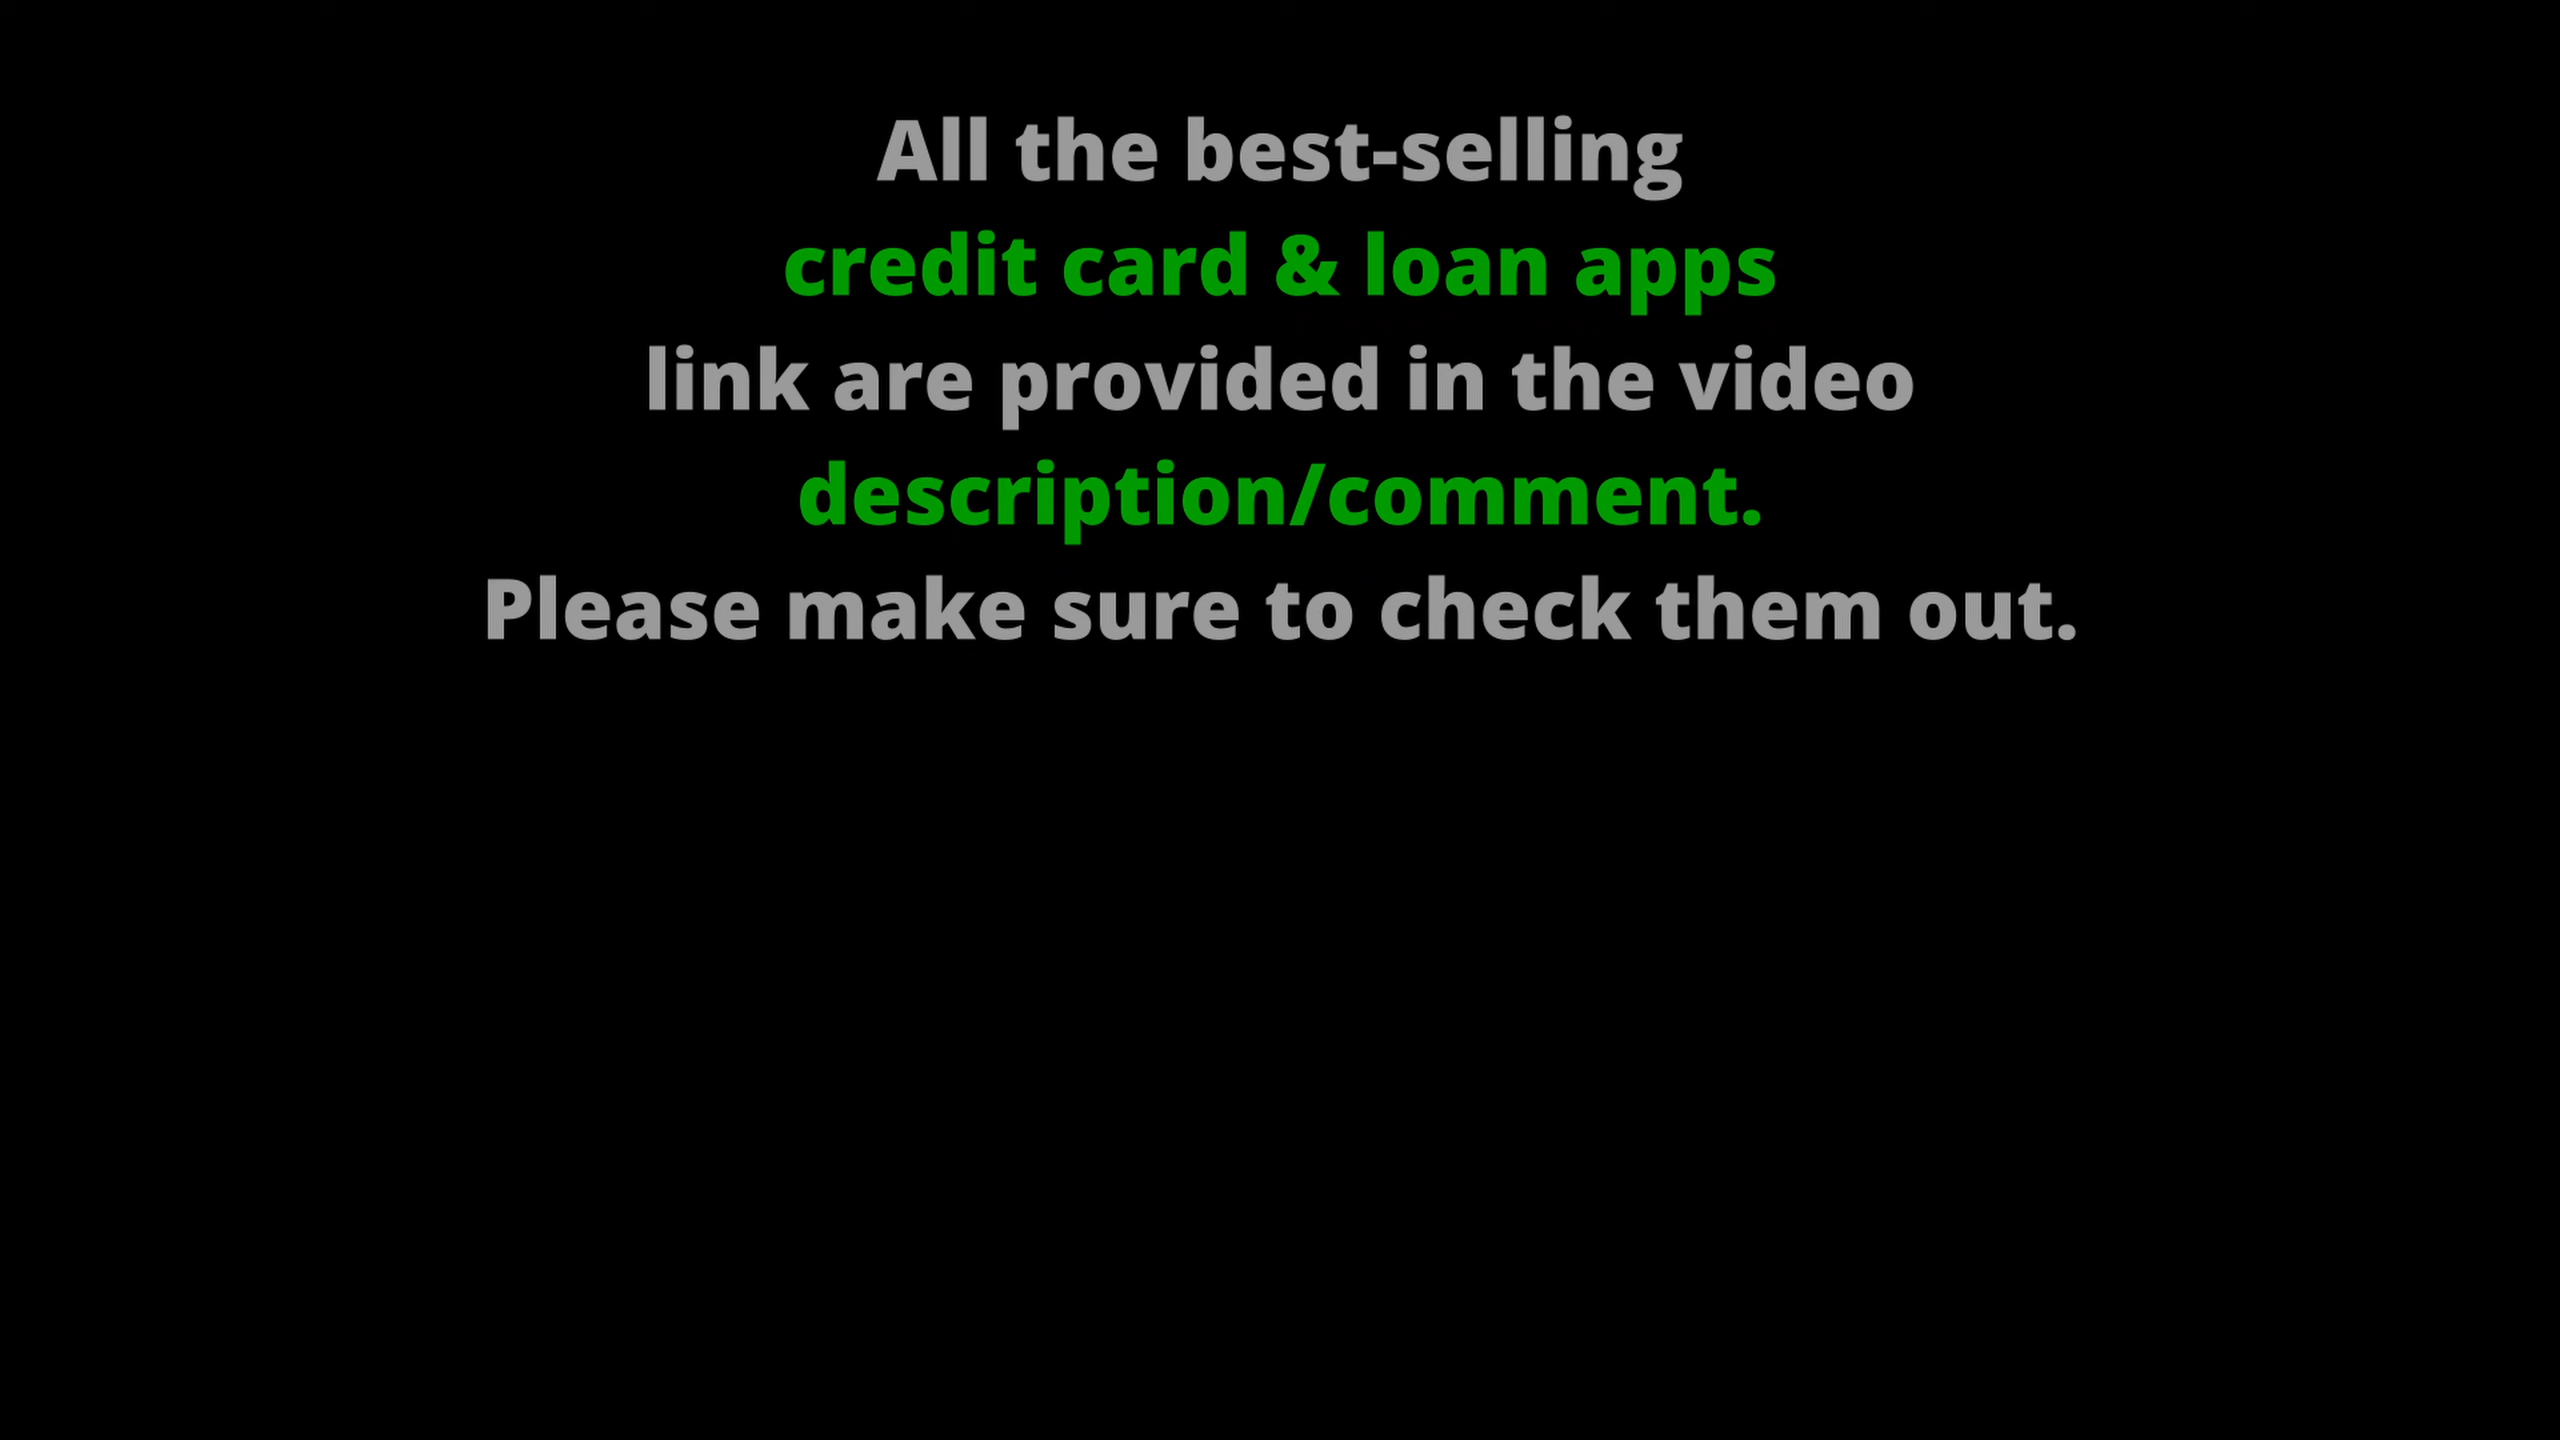 All the best-selling
credit card & loan apps
link are provided in the video
description/comment.
Please make sure to check them out.